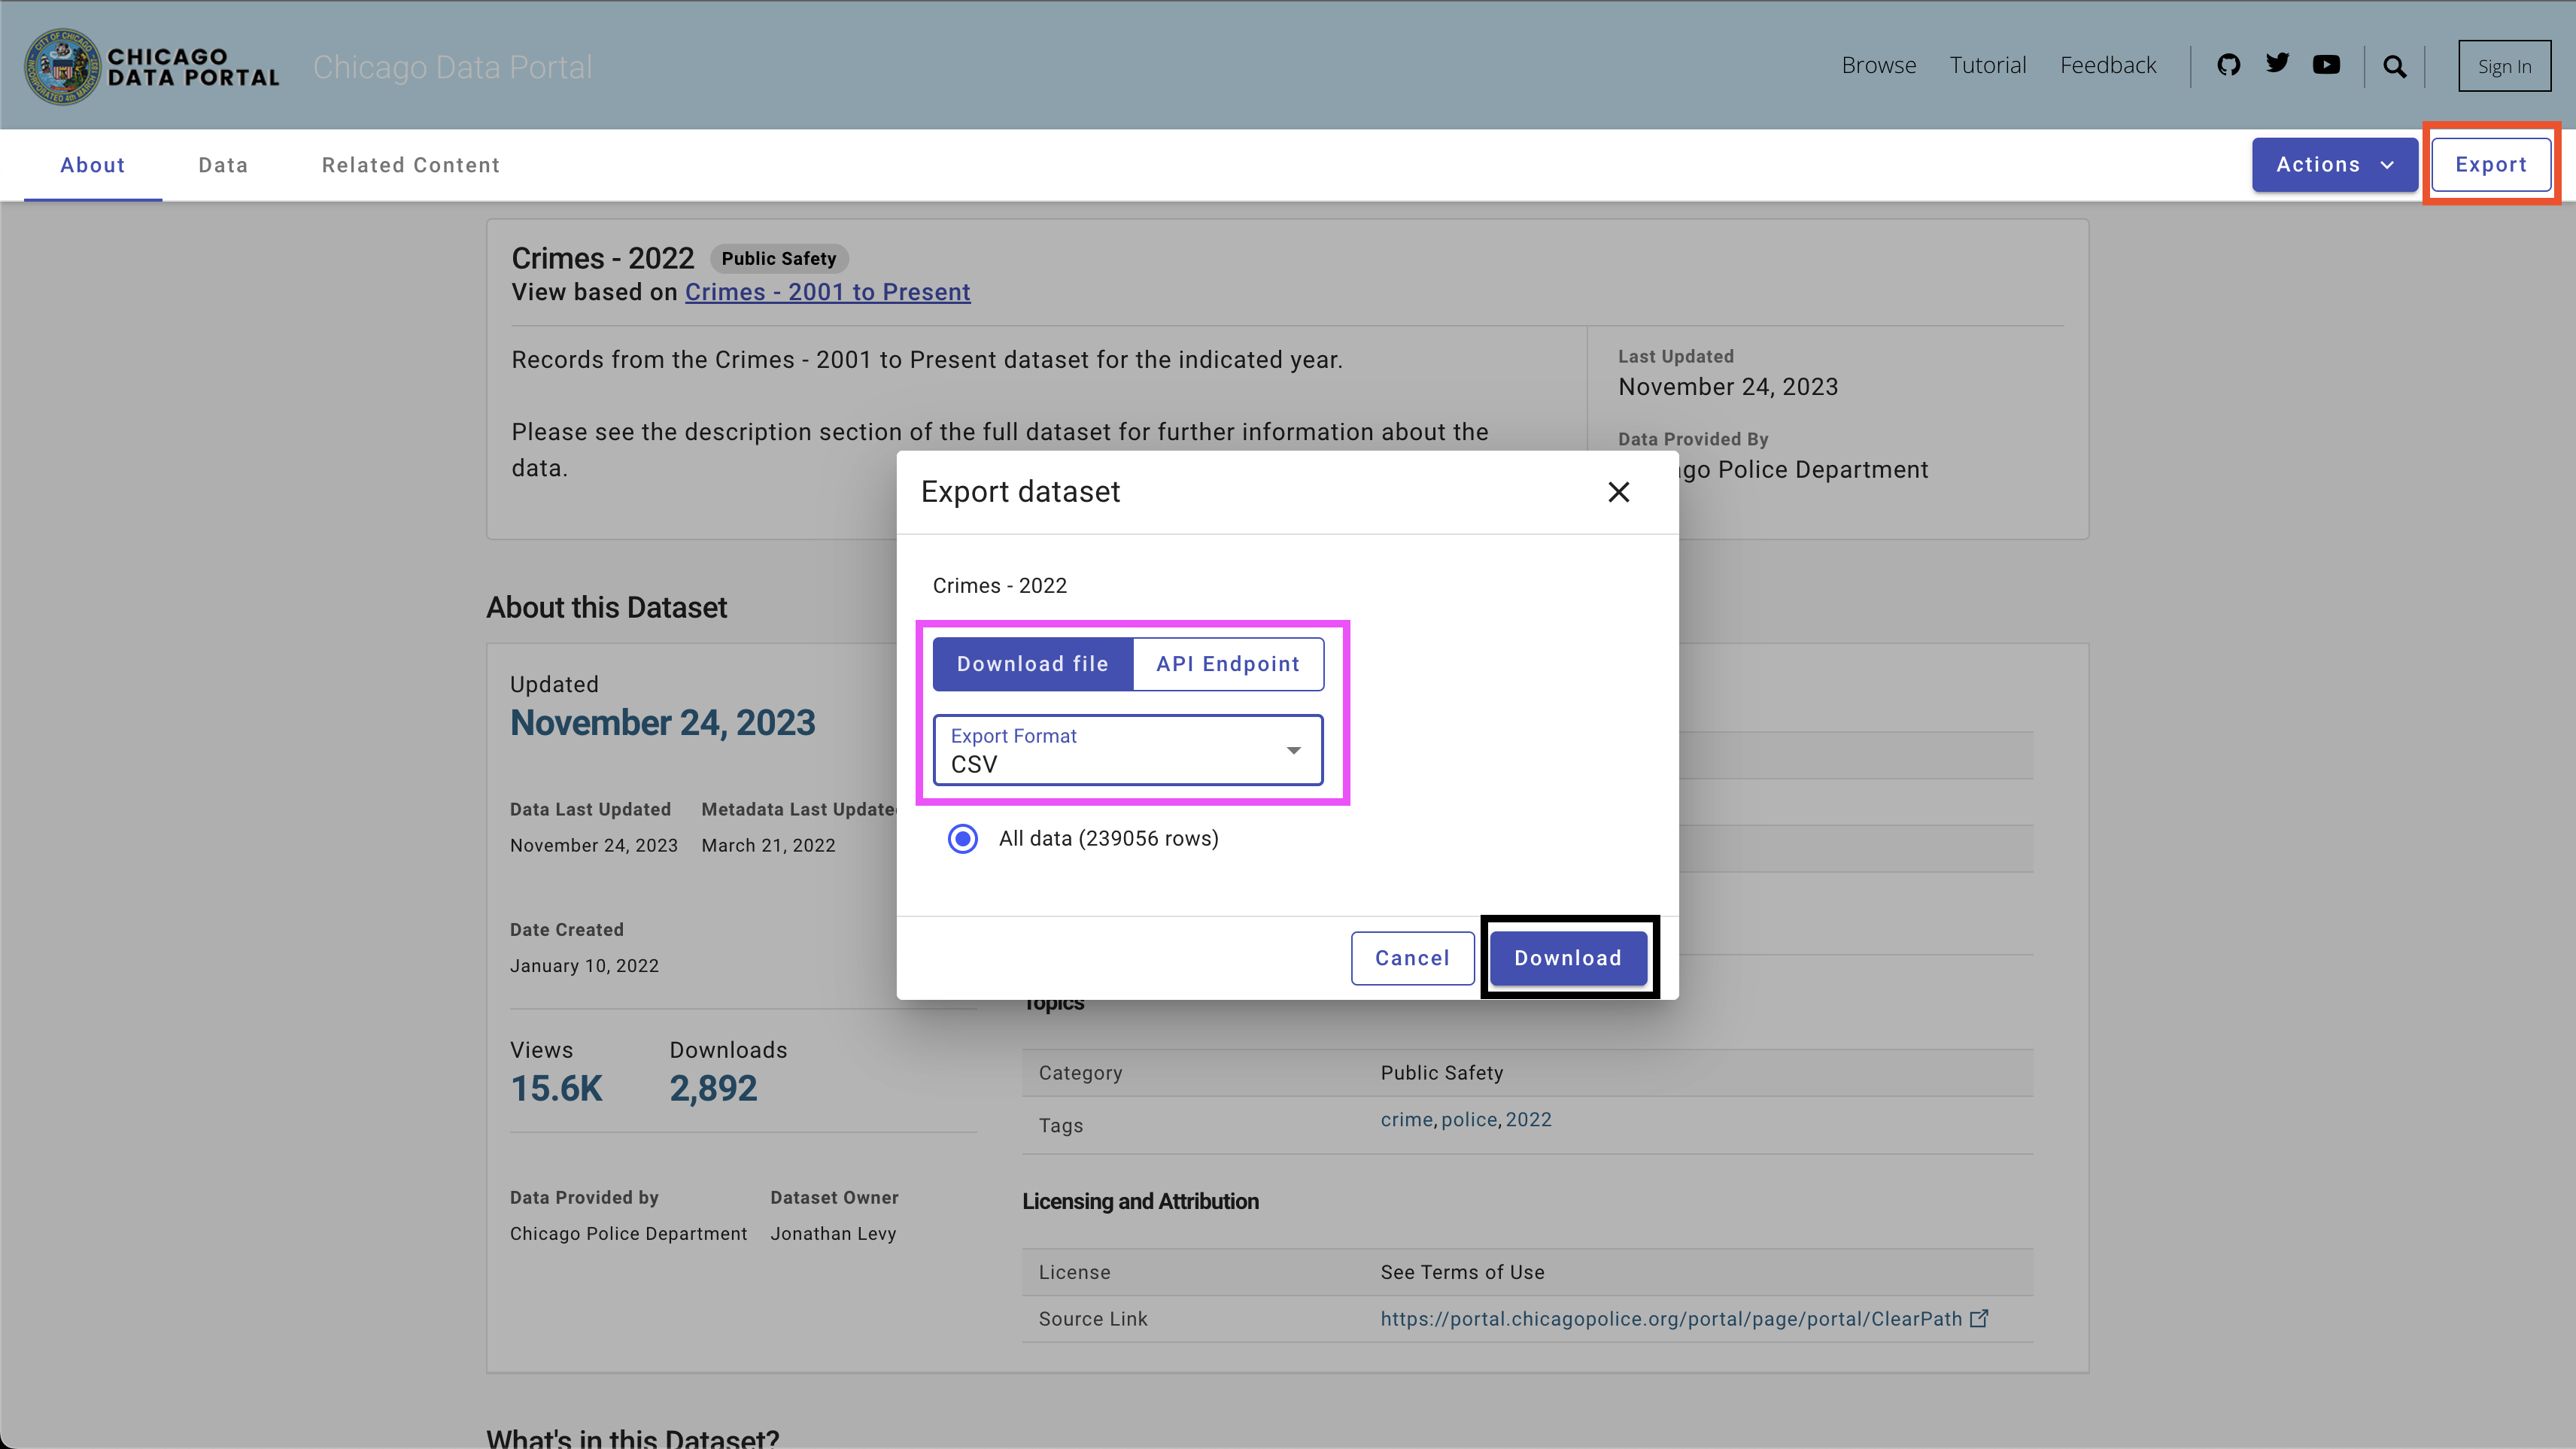 CHICAGO
DATA PORTAL
Chicago Data Portal
Browse
Tutorial
Feedback
Sign In
About
Data
Related Content
Actions
Export
Crimes - 2022 Public Safety
View based on Crimes - 2001 to Present
Records from the Crimes - 2001 to Present dataset for the indicated year.
Please see the description section of the full dataset for further information about the
data.
Last Updated
November 24, 2023
Data Provided By
ago Police Department
Export dataset
Crimes - 2022
Download file
API Endpoint
Export Format
CSV
All data (239056 rows)
Cancel
Download
About this Dataset
Updated
November 24, 2023
Data Last Updated
Metadata Last Updated
November 24, 2023
March 21, 2022
Date Created
January 10, 2022
Views
Downloads
15.6K
2,892
Data Provided by
Dataset Owner
Chicago Police Department
Jonathan Levy
Topics
Category
Public Safety
Tags
crime, police, 2022
Licensing and Attribution
License
See Terms of Use
Source Link
https://portal.chicagopolice.org/portal/page/portal/ClearPath
What's in this Dataset?